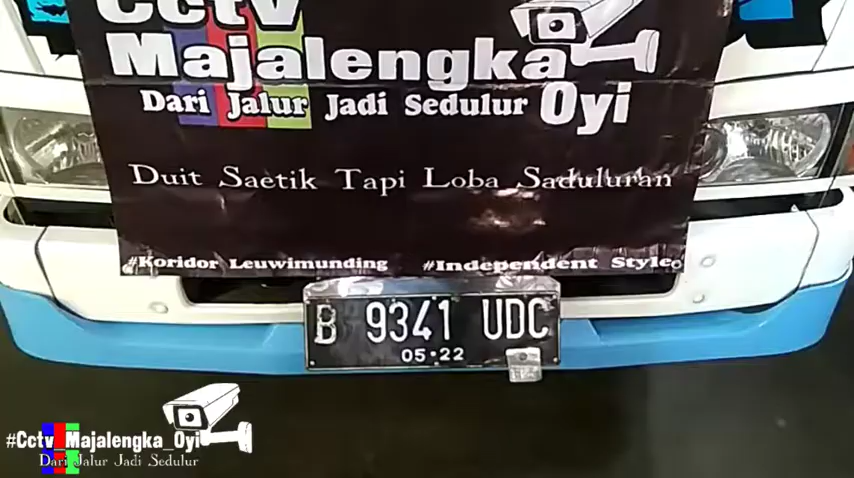 Cctv
Majalengka
Dari Jalur Jadi Sedulur Oyi
Duit Saetik Tapi Loba Saduluran
#Koridor Leuwimunding #Independent Style
B 9341 UDC
05·22
#Cctv_Majalengka_Oyi
Dari Jalur Jadi Sedulur